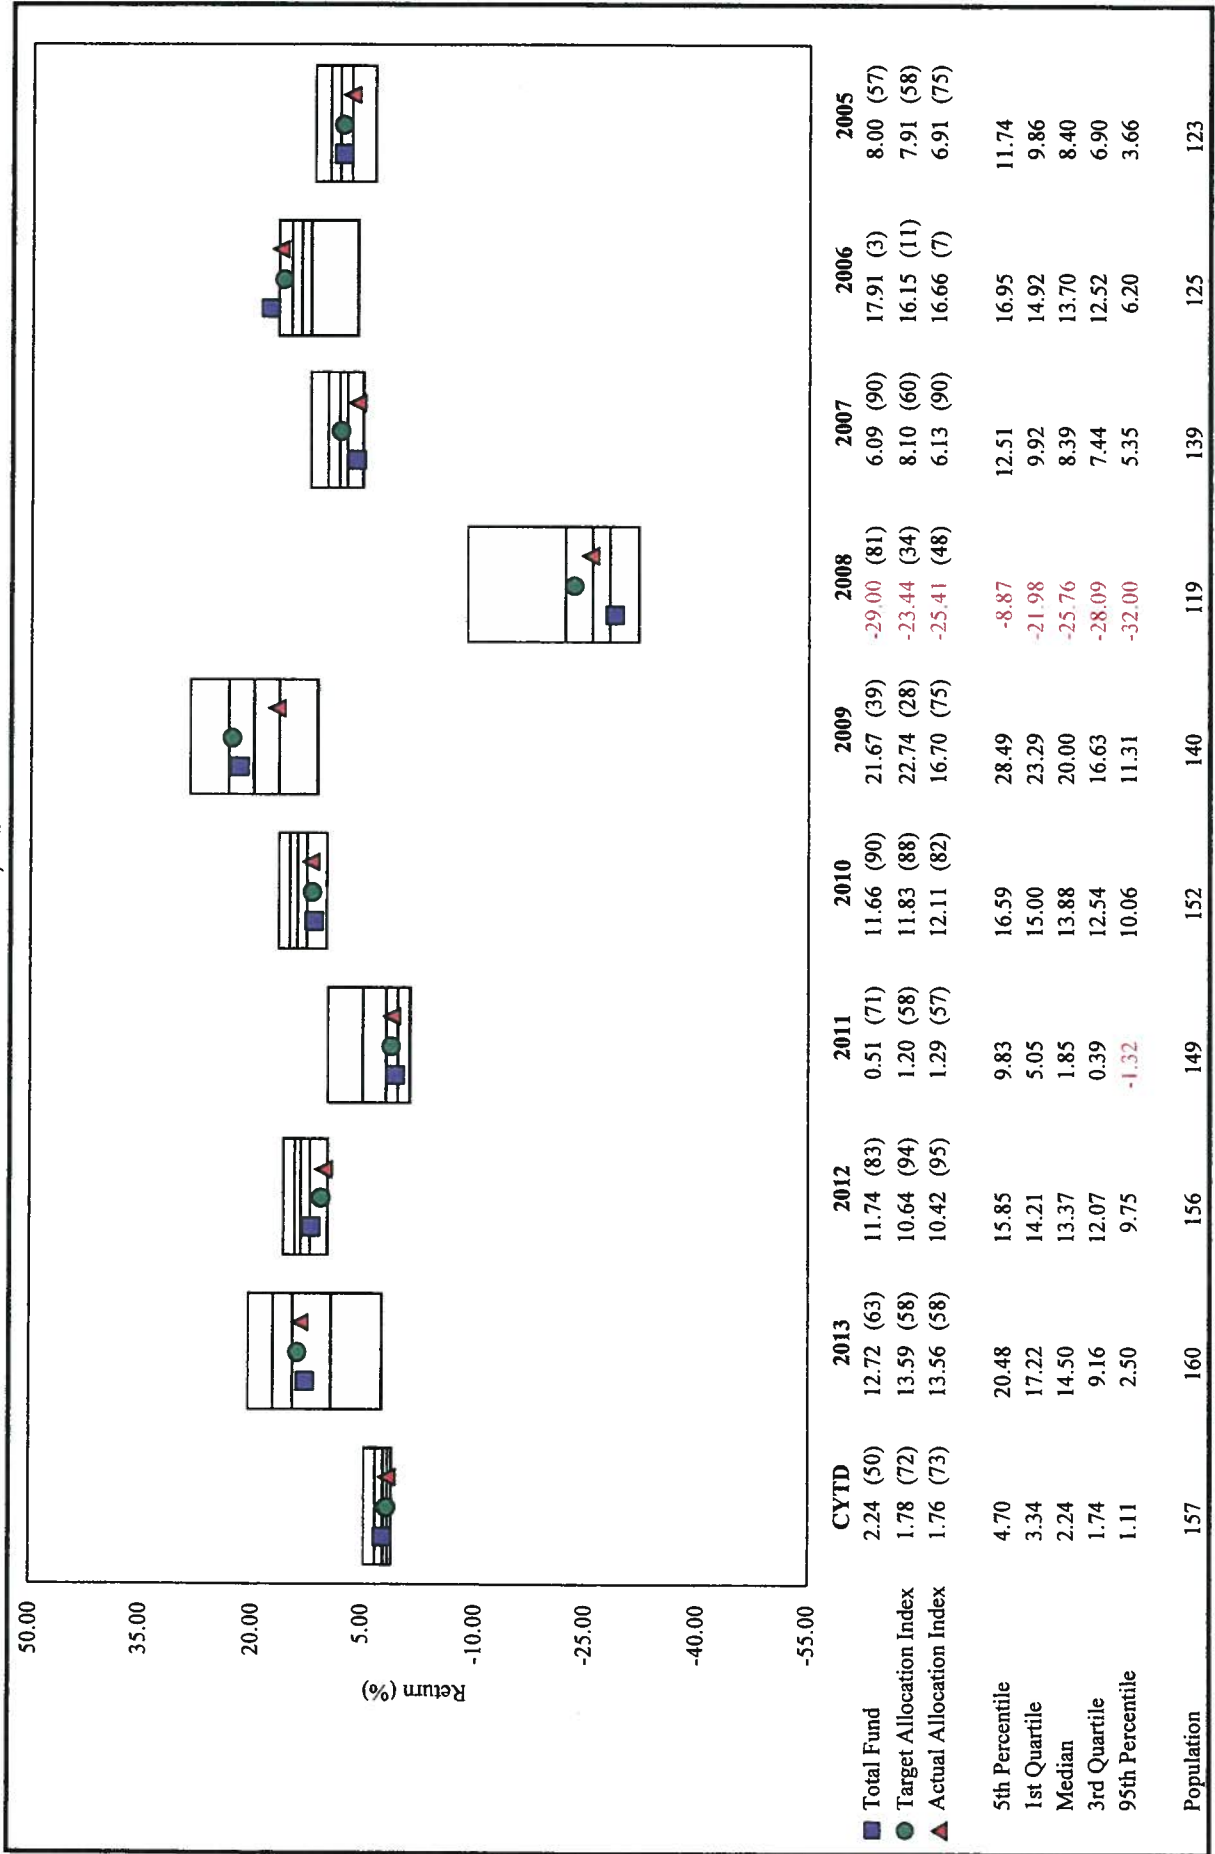 50.00
35.00
20.00
5.00
-10.00
-25.00
-40.00
-55.00
Return (%)
CYTD 2013 2012 2011 2010 2009 2008 2007 2006 2005
Total Fund 2.24 (50) 12.72 (63) 11.74 (83) 0.51 (71) 11.66 (90) 21.67 (39) -29.00 (81) 6.09 (90) 17.91 (3) 8.00 (57)
Target Allocation Index 1.78 (72) 13.59 (58) 10.64 (94) 1.20 (58) 11.83 (88) 22.74 (28) -23.44 (34) 8.10 (60) 16.15 (11) 7.91 (58)
Actual Allocation Index 1.76 (73) 13.56 (58) 10.42 (95) 1.29 (57) 12.11 (82) 16.70 (75) -25.41 (48) 6.13 (90) 16.66 (7) 6.91 (75)
5th Percentile 4.70 20.48 15.85 9.83 16.59 28.49 -8.87 12.51 16.95 11.74
1st Quartile 3.34 17.22 14.21 5.05 15.00 23.29 -21.98 9.92 14.92 9.86
Median 2.24 14.50 13.37 1.85 13.88 20.00 -25.76 8.39 13.70 8.40
3rd Quartile 1.74 9.16 12.07 0.39 12.54 16.63 -28.09 7.44 12.52 6.90
95th Percentile 1.11 2.50 9.75 -1.32 10.06 11.31 -32.00 5.35 6.20 3.66
Population 157 160 156 149 152 140 119 139 125 123